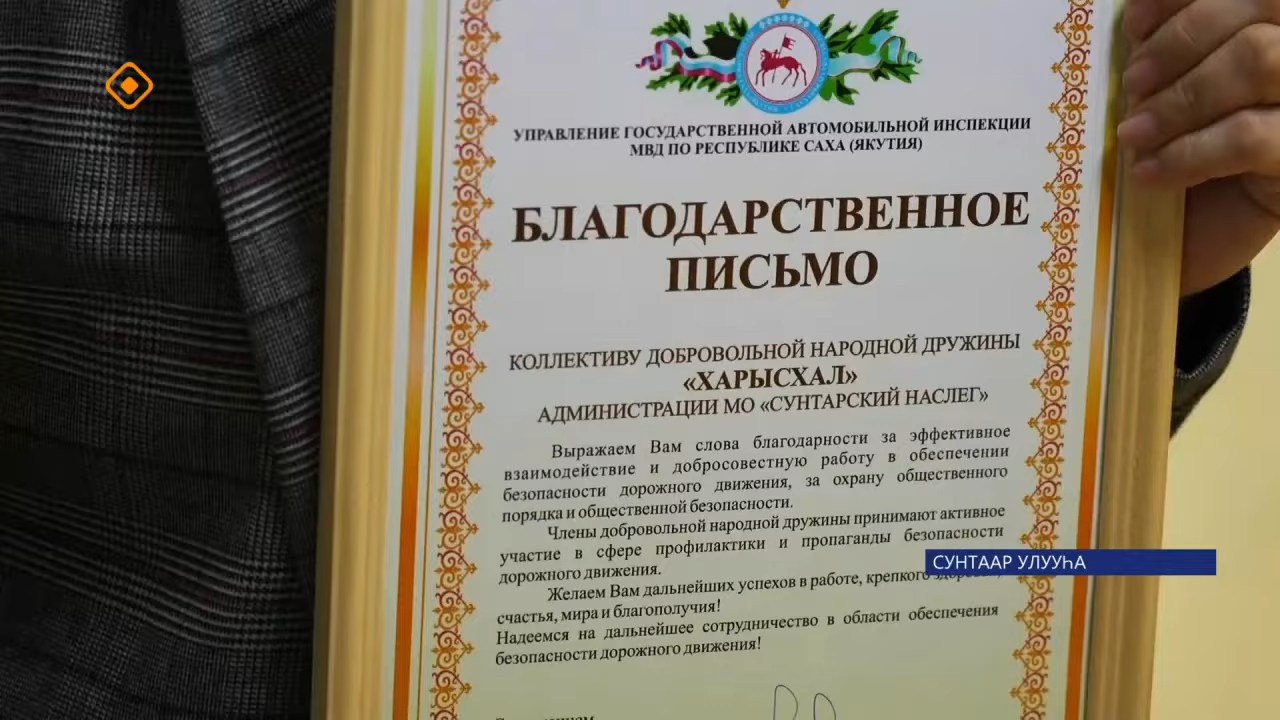 УПРАВЛЕНИЕ ГОСУДАРСТВЕННОЙ АВТОМОБИЛЬНОЙ ИНСПЕКЦИИ
МВД ПО РЕСПУБЛИКЕ САХА (ЯКУТИЯ)
БЛАГОДАРСТВЕННОЕ
ПИСЬМО
КОЛЛЕКТИВУ ДОБРОВОЛЬНОЙ НАРОДНОЙ ДРУЖИНЫ
«ХАРЫСХАЛ»
АДМИНИСТРАЦИИ МО «СУНТАРСКИЙ НАСЛЕГ»
Выражаем Вам слова благодарности за эффективное
взаимодействие и добросовестную работу в обеспечении
безопасности дорожного движения, за охрану общественного
порядка и общественной безопасности.
Члены добровольной народной дружины принимают активное
участие в сфере профилактики и пропаганды безопасности
дорожного движения.
Желаем Вам дальнейших успехов в работе, крепкого
счастья, мира и благополучия!
Надеемся на дальнейшее сотрудничество в области обеспечения
безопасности дорожного движения!
СУНТААР УЛУУҺА